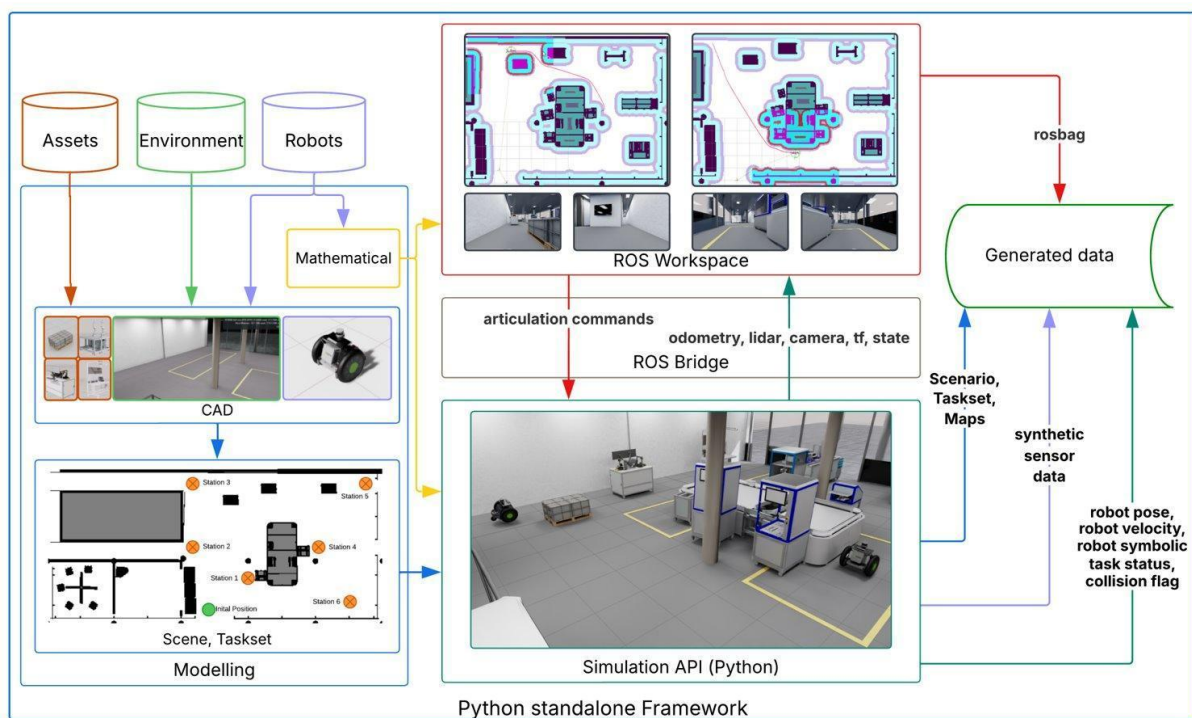 Assets
Environment
Robots
Mathematical
CAD
Station 3
Station 5
Station 2
Station 4
Station 1
Station 6
Inital Position
Scene, Taskset
Modelling
ROS Workspace
articulation commands
odometry, lidar, camera, tf, state
ROS Bridge
Simulation API (Python)
rosbag
Generated data
Scenario,
Taskset,
Maps
synthetic
sensor
data
robot pose,
robot velocity,
robot symbolic
task status,
collision flag
Python standalone Framework